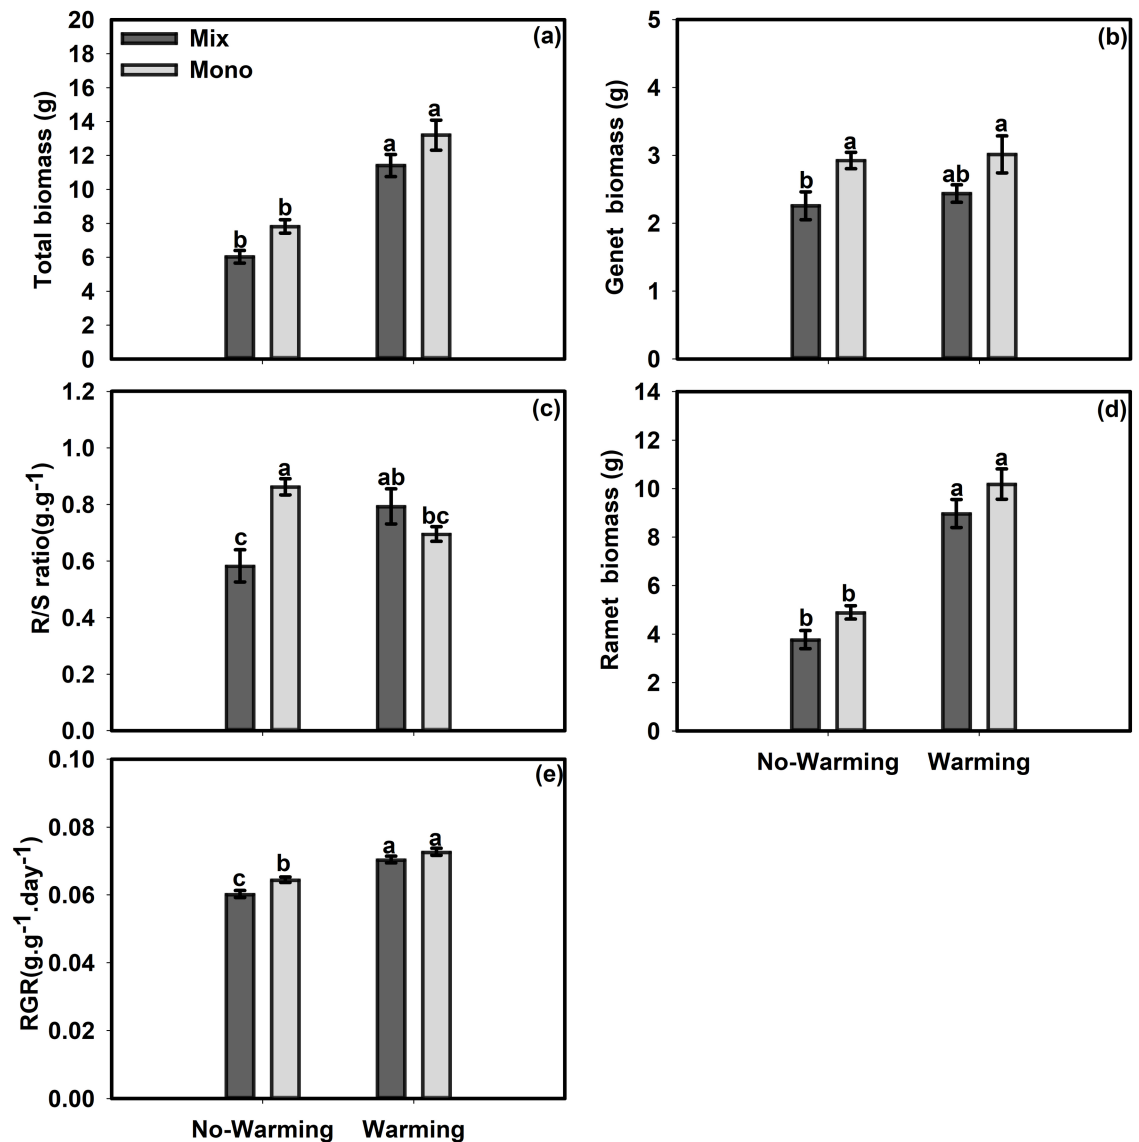 (a)
Mix
Mono
Total biomass (g)
20
18
16
14
12
10
8
6
4
2
0
b
b
a
a
(b)
Genet biomass (g)
5
4
3
2
1
0
b
a
ab
a
(c)
R/S ratio(g.g-1)
1.2
1.0
0.8
0.6
0.4
0.2
0.0
c
a
ab
bc
(d)
Ramet biomass (g)
14
12
10
8
6
4
2
0
b
b
a
a
No-Warming Warming
(e)
RGR(g.g-1.day-1)
0.10
0.08
0.06
0.04
0.02
0.00
c
b
a
a
No-Warming Warming